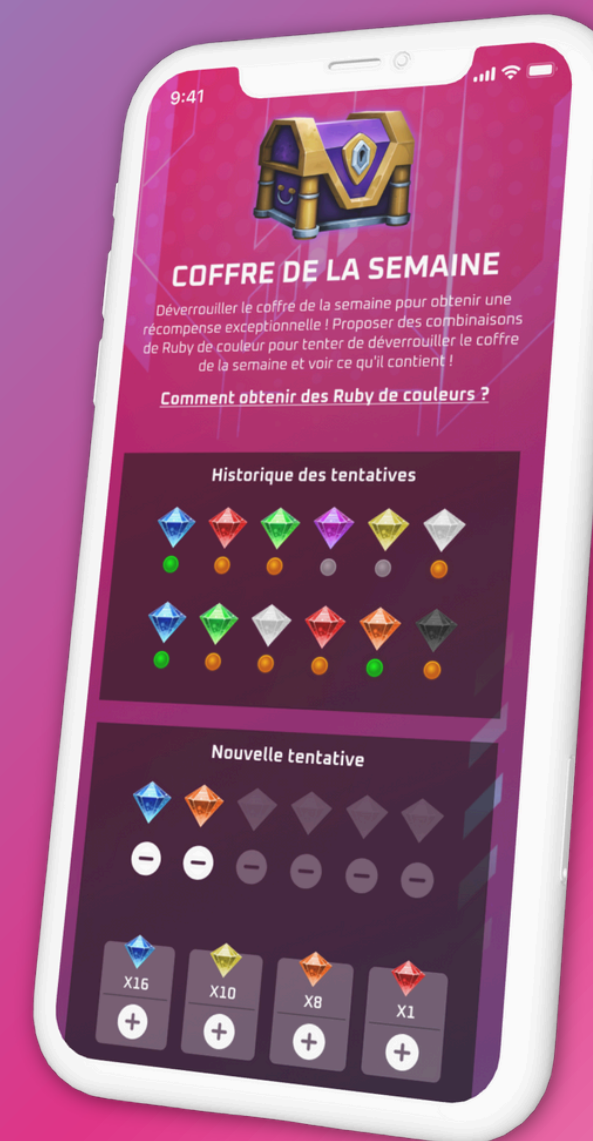 9:41
COFFRE DE LA SEMAINE
Déverrouiller le coffre de la semaine pour obtenir une
récompense exceptionnelle ! Proposer des combinaisons
de Ruby de couleur pour tenter de déverrouiller le coffre
de la semaine et voir ce qu'il contient !
Comment obtenir des Ruby de couleurs ?
Historique des tentatives
Nouvelle tentative
X16 X10 X8 X1